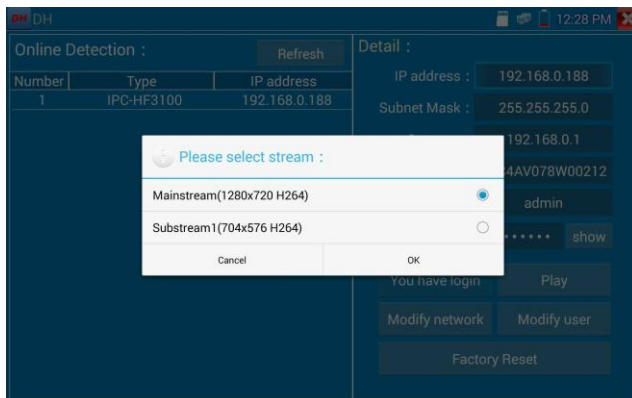 DH DH 12:28 PM
Online Detection : Refresh
Number Type IP address
1 IPC-HF3100 192.168.0.188
Detail :
IP address : 192.168.0.188
Subnet Mask : 255.255.255.0
192.168.0.1
4AV078W00212
admin
•••••• show
You have login Play
Modify network Modify user
Factory Reset
Please select stream :
Mainstream(1280x720 H264)
Substream1(704x576 H264)
Cancel OK